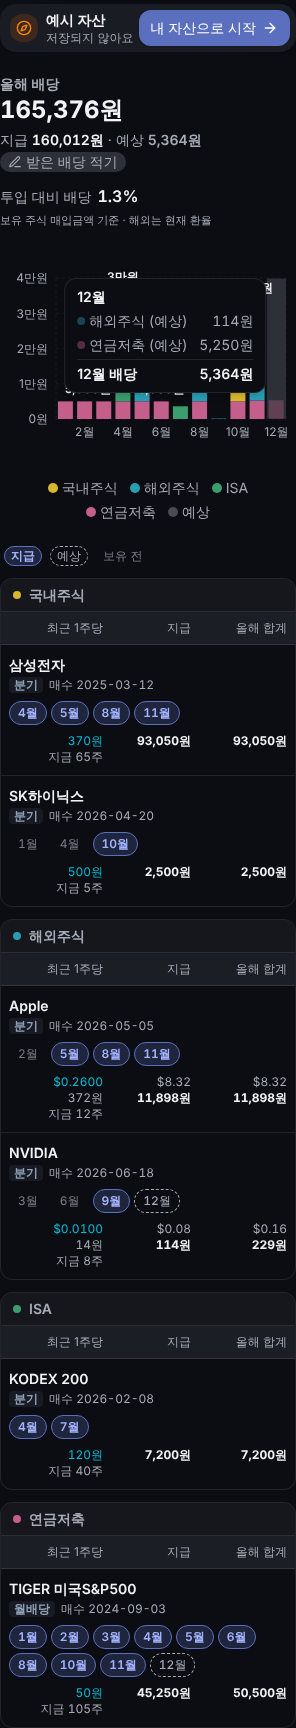 예시 자산
저장되지 않아요
내 자산으로 시작 →
올해 배당
165,376원
지급 160,012원 · 예상 5,364원
받은 배당 적기
투입 대비 배당 1.3%
보유 주식 매입금액 기준 · 해외는 현재 환율
4만원
3만원
2만원
1만원
0원
12월
해외주식 (예상) 114원
연금저축 (예상) 5,250원
12월 배당 5,364원
2월 4월 6월 8월 10월 12월
국내주식 해외주식 ISA
연금저축 예상
지급 예상 보유 전
국내주식
최근 1주당 지급 올해 합계
삼성전자
분기 매수 2025-03-12
4월 5월 8월 11월
370원 93,050원 93,050원
지금 65주
SK하이닉스
분기 매수 2026-04-20
1월 4월 10월
500원 2,500원 2,500원
지금 5주
해외주식
최근 1주당 지급 올해 합계
Apple
분기 매수 2026-05-05
2월 5월 8월 11월
$0.2600 $8.32 $8.32
372원 11,898원 11,898원
지금 12주
NVIDIA
분기 매수 2026-06-18
3월 6월 9월 12월
$0.0100 $0.08 $0.16
14원 114원 229원
지금 8주
ISA
최근 1주당 지급 올해 합계
KODEX 200
분기 매수 2026-02-08
4월 7월
120원 7,200원 7,200원
지금 40주
연금저축
최근 1주당 지급 올해 합계
TIGER 미국S&P500
월배당 매수 2024-09-03
1월 2월 3월 4월 5월 6월
8월 10월 11월 12월
50원 45,250원 50,500원
지금 105주